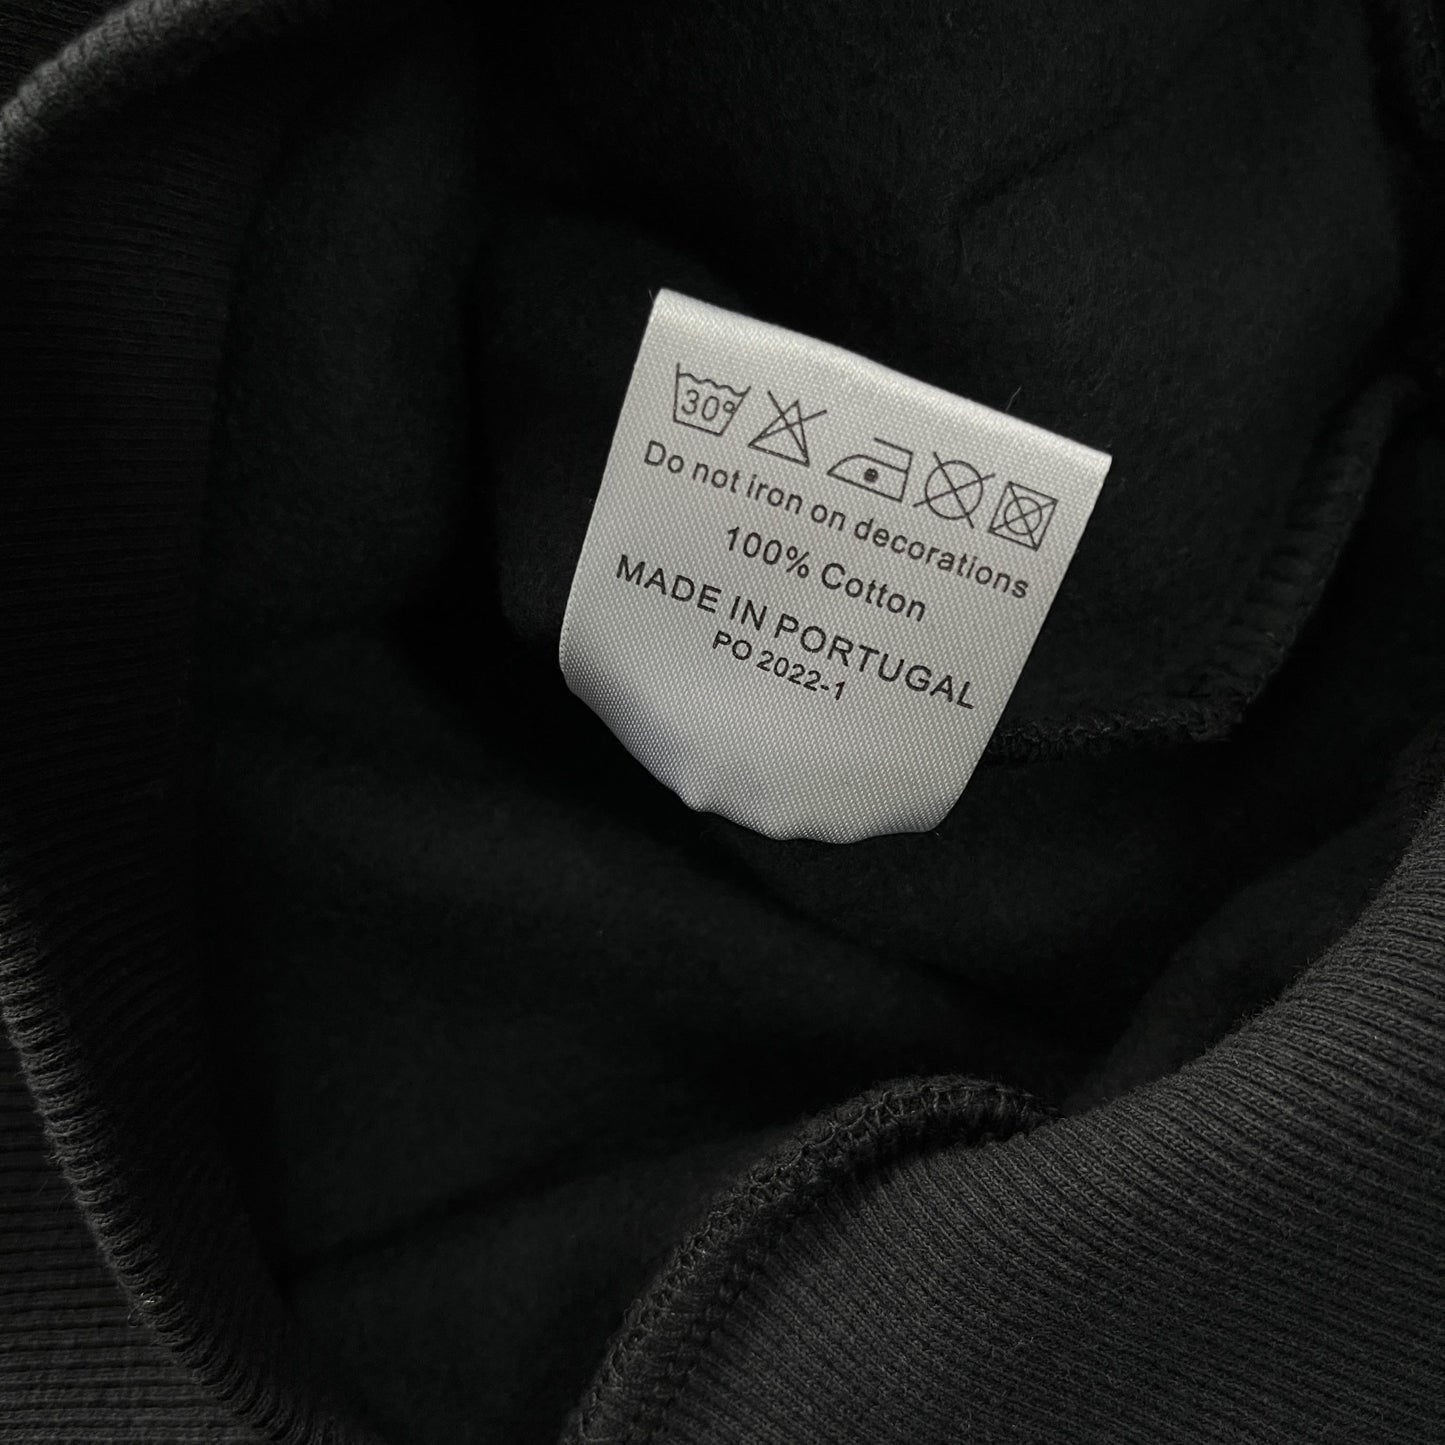 30°
Do not iron on decorations
100% Cotton
MADE IN PORTUGAL
PO 2022-1